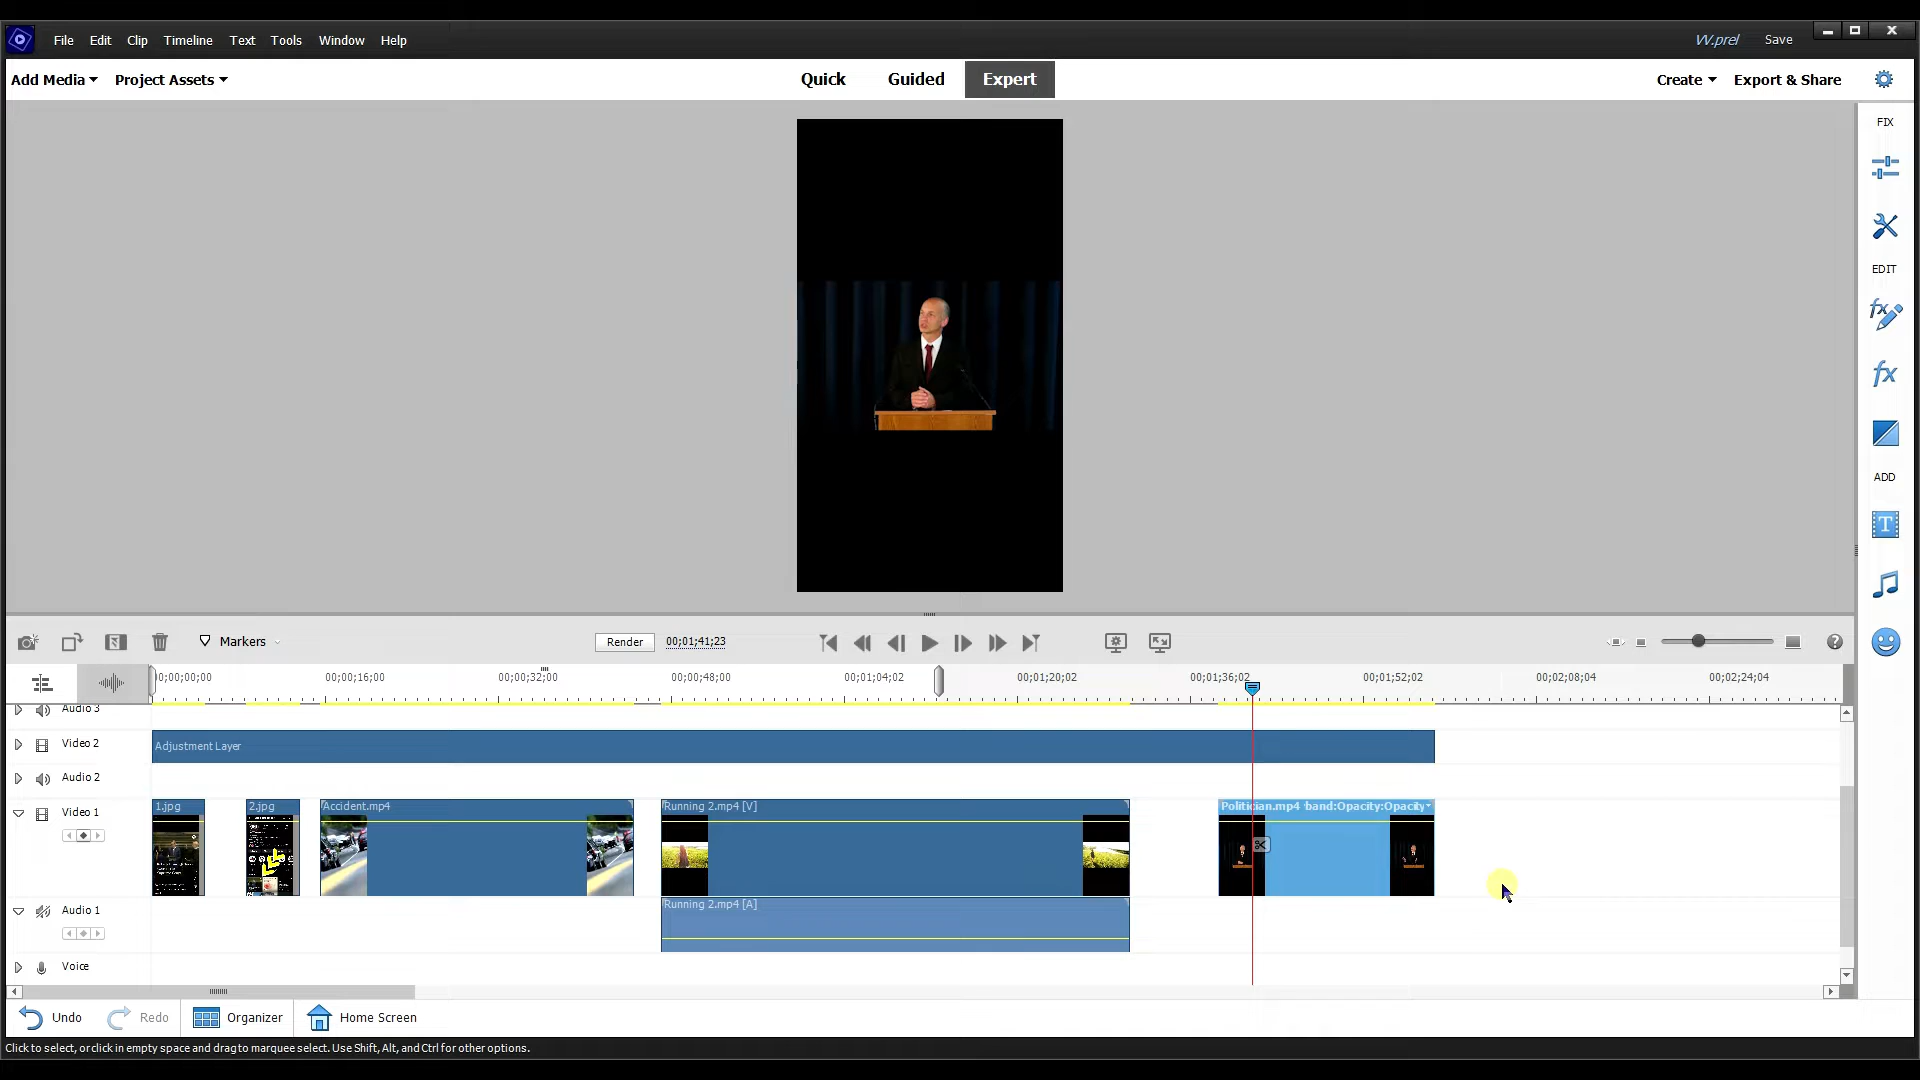 File Edit Clip Timeline Text Tools Window Help
VV.prel Save
Add Media Project Assets
Quick Guided Expert
Create Export & Share
FIX
EDIT
fx
fx
ADD
T
Markers
Render 00;01;41;23
00;00;00;00 00;00;16;00 00;00;32;00 00;00;48;00 00;01;04;02 00;01;20;02 00;01;36;02 00;01;52;02 00;02;08;04 00;02;24;04
Audio 3
Video 2 Adjustment Layer
Audio 2
Video 1 1.jpg 2.jpg Accident.mp4 Running 2.mp4 [V] Politician.mp4 band:Opacity:Opacity
Audio 1 Running 2.mp4 [A]
Voice
Undo Redo Organizer Home Screen
Click to select, or click in empty space and drag to marquee select. Use Shift, Alt, and Ctrl for other options.